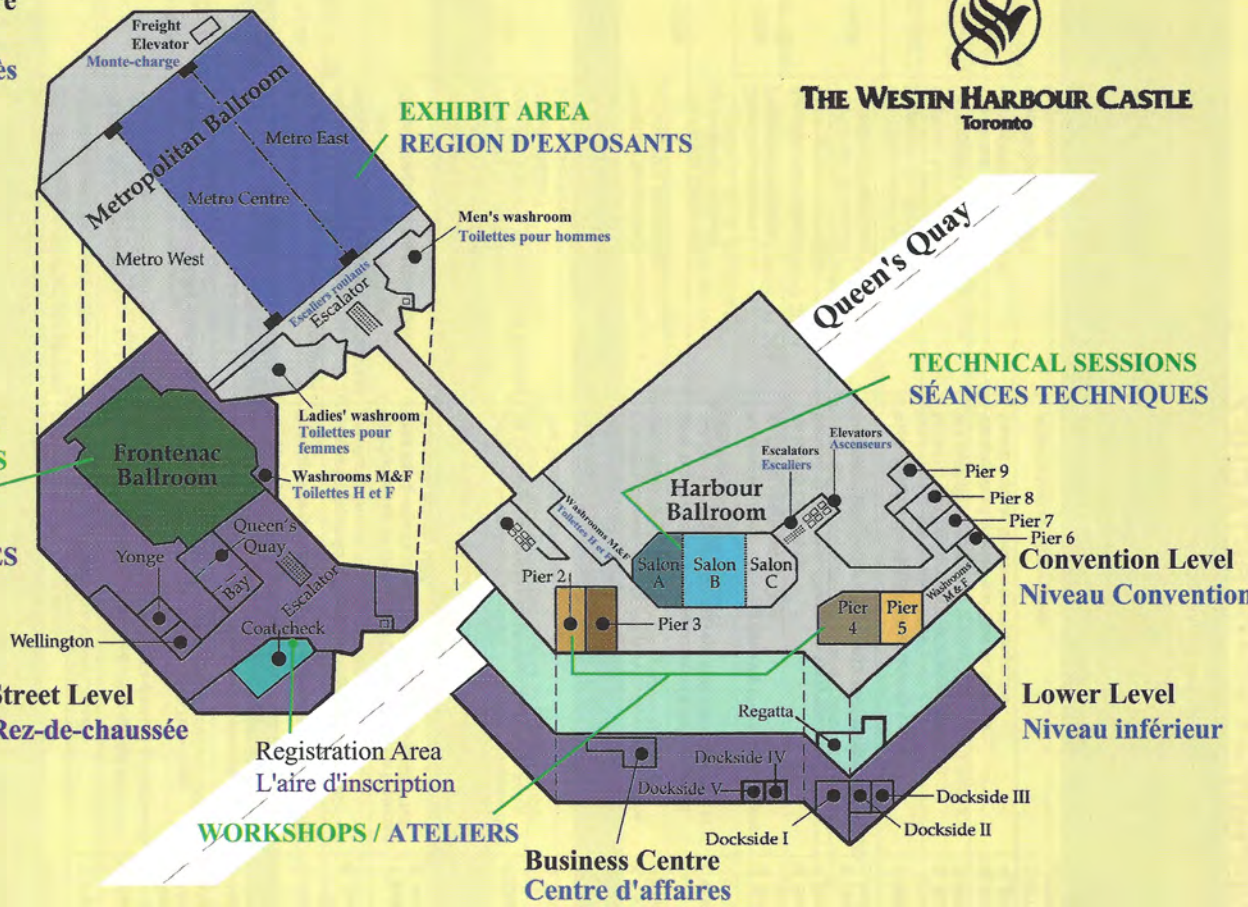 Freight
Elevator
Monte-charge
THE WESTIN HARBOUR CASTLE
Toronto
EXHIBIT AREA
REGION D'EXPOSANTS
Metropolitan Ballroom
Metro East
Metro Centre
Metro West
Men's washroom
Toilettes pour hommes
Escaliers roulants
Escalator
Queen's Quay
TECHNICAL SESSIONS
SÉANCES TECHNIQUES
Ladies' washroom
Toilettes pour
femmes
Washrooms M&F
Toilettes H et F
Frontenac
Ballroom
Queen's
Quay
Yonge
Bay
Escalator
Wellington
Coat check
Street Level
Rez-de-chaussée
Registration Area
L'aire d'inscription
Washrooms M&F
Toilettes H et F
Harbour
Ballroom
Escalators
Escaliers
Elevators
Ascenseurs
Salon
A
Salon
B
Salon
C
Pier 9
Pier 8
Pier 7
Pier 6
Washrooms
M & F
Convention Level
Niveau Convention
Pier 2
Pier 3
Pier
4
Pier
5
Lower Level
Niveau inférieur
Regatta
Dockside IV
Dockside V
Dockside III
Dockside II
Dockside I
WORKSHOPS / ATELIERS
Business Centre
Centre d'affaires